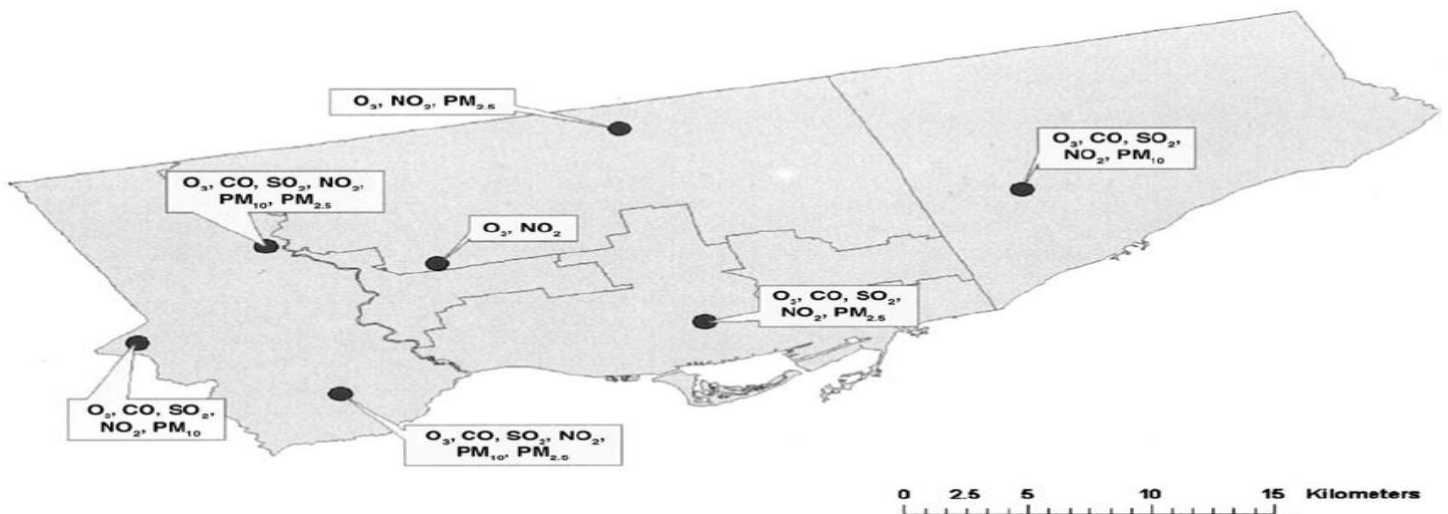 O₃, NO₂, PM₂.₅
O₃, CO, SO₂,
NO₂, PM₁₀
O₃, CO, SO₂, NO₂,
PM₁₀, PM₂.₅
O₃, NO₂
O₃, CO, SO₂,
NO₂, PM₂.₅
O₃, CO, SO₂,
NO₂, PM₁₀
O₃, CO, SO₂, NO₂,
PM₁₀, PM₂.₅
0 2.5 5 10 15 Kilometers